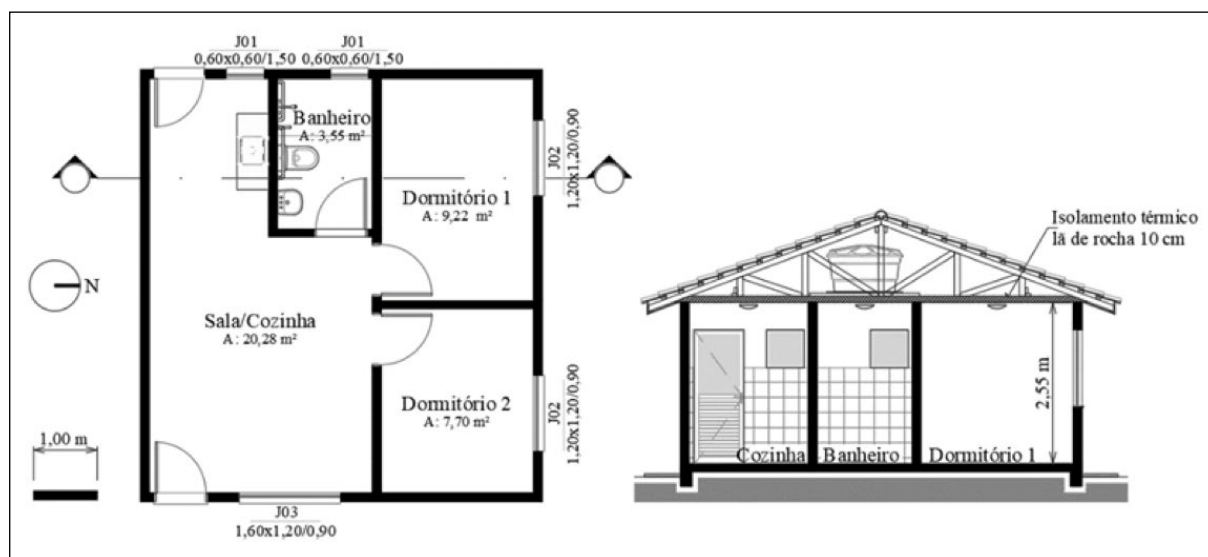 J01
0,60x0,60/1,50
J01
0,60x0,60/1,50
Banheiro
A: 3,55 m²
J02
1,20x1,20/0,90
Dormitório 1
A: 9,22 m²
N
Sala/Cozinha
A: 20,28 m²
Dormitório 2
A: 7,70 m²
J02
1,20x1,20/0,90
1,00 m
J03
1,60x1,20/0,90
Isolamento térmico
lã de rocha 10 cm
2,55 m
Cozinha
Banheiro
Dormitório 1